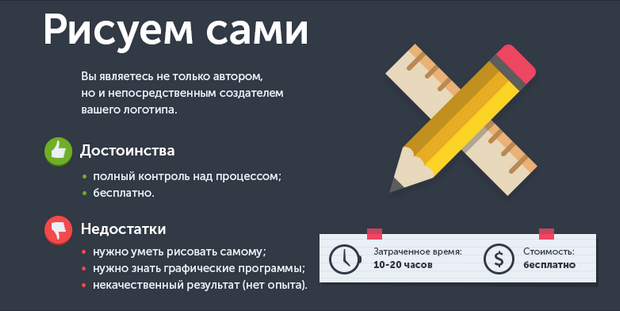 Рисуем сами
Вы являетесь не только автором,
но и непосредственным создателем
вашего логотипа.
Достоинства
• полный контроль над процессом;
• бесплатно.
Недостатки
• нужно уметь рисовать самому;
• нужно знать графические программы;
• некачественный результат (нет опыта).
Затраченное время:
10-20 часов
$
Стоимость:
бесплатно